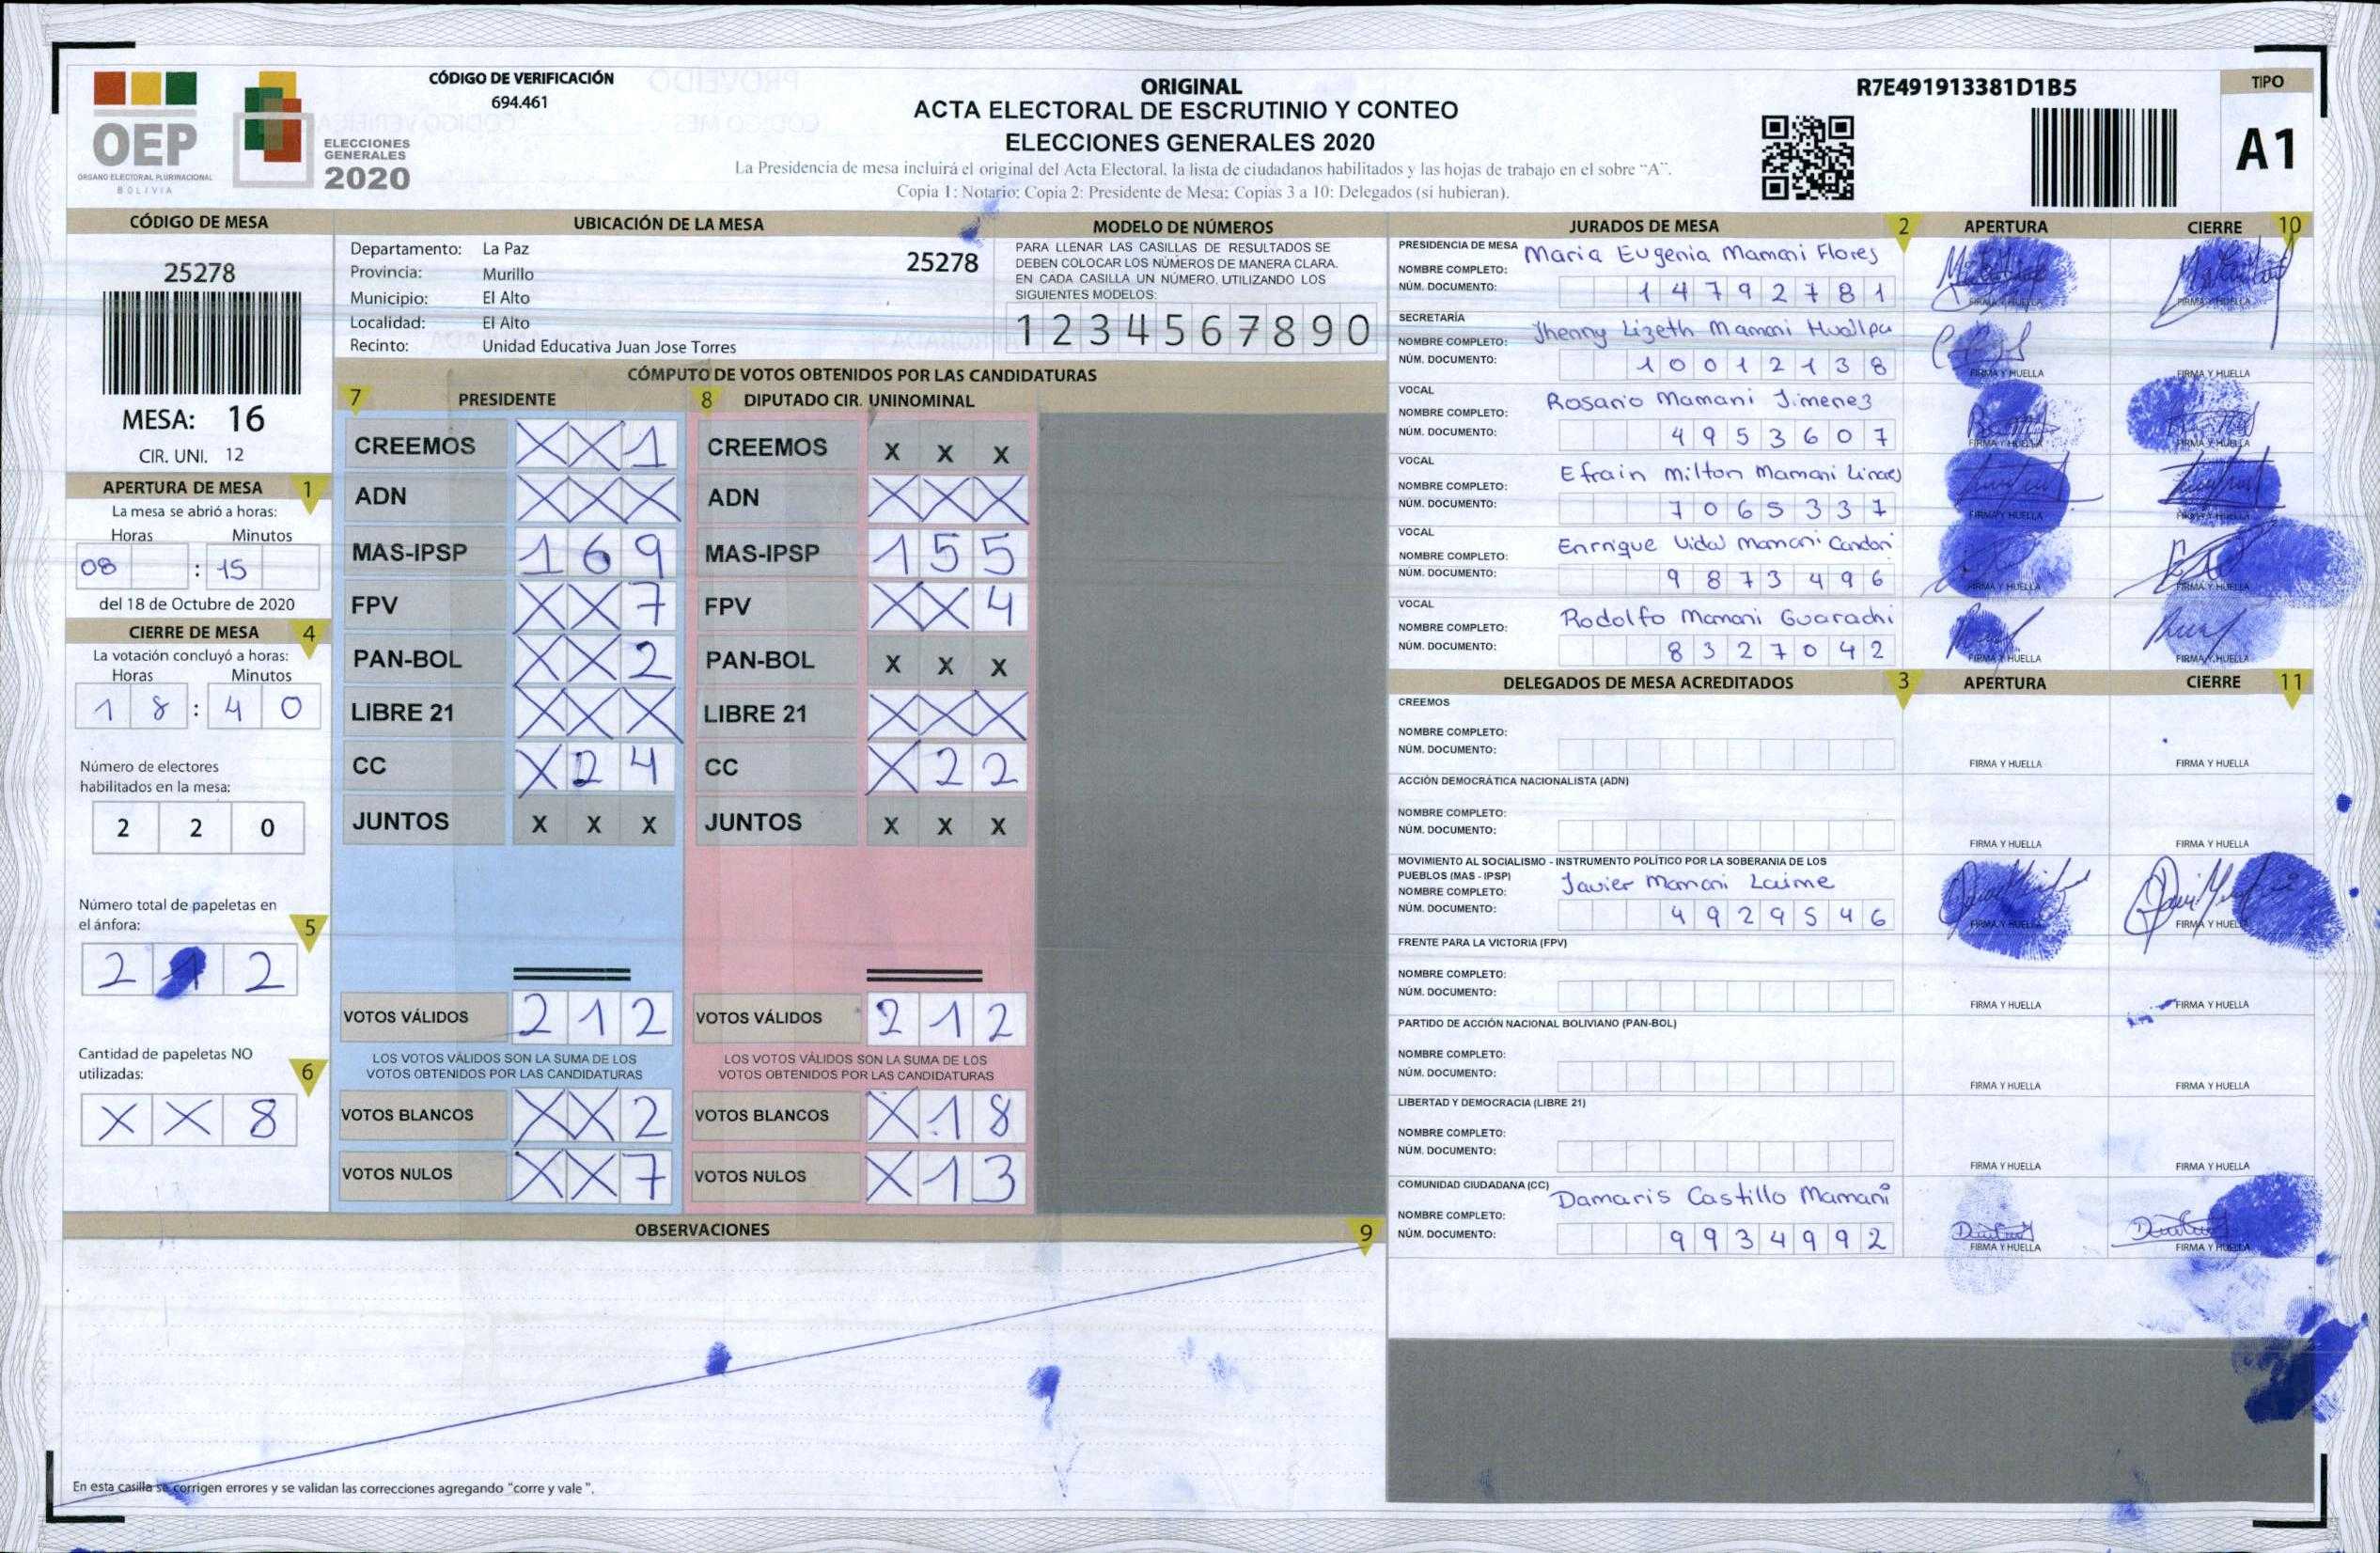 CÓDIGO DE VERIFICACIÓN
694.461
OEP
ORGANO ELECTORAL PLURINACIONAL
BOLIVIA
ELECCIONES
GENERALES
2020
ORIGINAL
ACTA ELECTORAL DE ESCRUTINIO Y CONTEO
ELECCIONES GENERALES 2020
La Presidencia de mesa incluirá el original del Acta Electoral, la lista de ciudadanos habilitados y las hojas de trabajo en el sobre "A".
Copia 1: Notario; Copia 2: Presidente de Mesa; Copias 3 a 10: Delegados (si hubieran).
R7E491913381D1B5
TIPO
A1
CÓDIGO DE MESA
25278
MESA: 16
CIR. UNI. 12
APERTURA DE MESA 1
La mesa se abrió a horas:
Horas Minutos
08 : 15
del 18 de Octubre de 2020
CIERRE DE MESA 4
La votación concluyó a horas:
Horas Minutos
1 8 : 4 0
Número de electores
habilitados en la mesa:
2 2 0
Número total de papeletas en
el ánfora: 5
2 1 2
Cantidad de papeletas NO
utilizadas: 6
X X 8
UBICACIÓN DE LA MESA
Departamento: La Paz
25278
Provincia: Murillo
Municipio: El Alto
Localidad: El Alto
Recinto: Unidad Educativa Juan Jose Torres
MODELO DE NÚMEROS
PARA LLENAR LAS CASILLAS DE RESULTADOS SE
DEBEN COLOCAR LOS NÚMEROS DE MANERA CLARA.
EN CADA CASILLA UN NÚMERO, UTILIZANDO LOS
SIGUIENTES MODELOS:
1 2 3 4 5 6 7 8 9 0
CÓMPUTO DE VOTOS OBTENIDOS POR LAS CANDIDATURAS
7 PRESIDENTE 8 DIPUTADO CIR. UNINOMINAL
CREEMOS X X 1 CREEMOS X X X
ADN X X X ADN X X X
MAS-IPSP 1 6 9 MAS-IPSP 1 5 5
FPV X X 7 FPV X X 4
PAN-BOL X X 2 PAN-BOL X X X
LIBRE 21 X X X LIBRE 21 X X X
CC X 2 4 CC X 2 2
JUNTOS X X X JUNTOS X X X
VOTOS VÁLIDOS 2 1 2 VOTOS VÁLIDOS 2 1 2
LOS VOTOS VÁLIDOS SON LA SUMA DE LOS LOS VOTOS VÁLIDOS SON LA SUMA DE LOS
VOTOS OBTENIDOS POR LAS CANDIDATURAS VOTOS OBTENIDOS POR LAS CANDIDATURAS
VOTOS BLANCOS X X 2 VOTOS BLANCOS X 1 8
VOTOS NULOS X X 7 VOTOS NULOS X 1 3
OBSERVACIONES 9
En esta casilla se corrigen errores y se validan las correcciones agregando "corre y vale".
JURADOS DE MESA 2 APERTURA CIERRE 10
PRESIDENCIA DE MESA
NOMBRE COMPLETO: Maria Eugenia Mamani Flores
NÚM. DOCUMENTO: 1 4 7 9 2 7 8 1
FIRMA Y HUELLA FIRMA Y HUELLA
SECRETARÍA
NOMBRE COMPLETO: Jhenny Lizeth Mamani Huallpa
NÚM. DOCUMENTO: 1 0 0 1 2 1 3 8
FIRMA Y HUELLA FIRMA Y HUELLA
VOCAL
NOMBRE COMPLETO: Rosario Mamani Jimenez
NÚM. DOCUMENTO: 4 9 5 3 6 0 7
FIRMA Y HUELLA FIRMA Y HUELLA
VOCAL
NOMBRE COMPLETO: Efrain Milton Mamani Linares
NÚM. DOCUMENTO: 7 0 6 5 3 3 7
FIRMA Y HUELLA FIRMA Y HUELLA
VOCAL
NOMBRE COMPLETO: Enrrique Vidal Mamani Condori
NÚM. DOCUMENTO: 9 8 7 3 4 9 6
FIRMA Y HUELLA FIRMA Y HUELLA
VOCAL
NOMBRE COMPLETO: Rodolfo Mamani Guarachi
NÚM. DOCUMENTO: 8 3 2 7 0 4 2
FIRMA Y HUELLA FIRMA Y HUELLA
DELEGADOS DE MESA ACREDITADOS 3 APERTURA CIERRE 11
CREEMOS
NOMBRE COMPLETO:
NÚM. DOCUMENTO:
FIRMA Y HUELLA FIRMA Y HUELLA
ACCIÓN DEMOCRÁTICA NACIONALISTA (ADN)
NOMBRE COMPLETO:
NÚM. DOCUMENTO:
FIRMA Y HUELLA FIRMA Y HUELLA
MOVIMIENTO AL SOCIALISMO - INSTRUMENTO POLÍTICO POR LA SOBERANIA DE LOS
PUEBLOS (MAS - IPSP)
NOMBRE COMPLETO: Javier Mamani Laime
NÚM. DOCUMENTO: 4 9 2 9 5 4 6
FIRMA Y HUELLA FIRMA Y HUELLA
FRENTE PARA LA VICTORIA (FPV)
NOMBRE COMPLETO:
NÚM. DOCUMENTO:
FIRMA Y HUELLA FIRMA Y HUELLA
PARTIDO DE ACCIÓN NACIONAL BOLIVIANO (PAN-BOL)
NOMBRE COMPLETO:
NÚM. DOCUMENTO:
FIRMA Y HUELLA FIRMA Y HUELLA
LIBERTAD Y DEMOCRACIA (LIBRE 21)
NOMBRE COMPLETO:
NÚM. DOCUMENTO:
FIRMA Y HUELLA FIRMA Y HUELLA
COMUNIDAD CIUDADANA (CC)
NOMBRE COMPLETO: Damaris Castillo Mamani
NÚM. DOCUMENTO: 9 9 3 4 9 9 2
FIRMA Y HUELLA FIRMA Y HUELLA